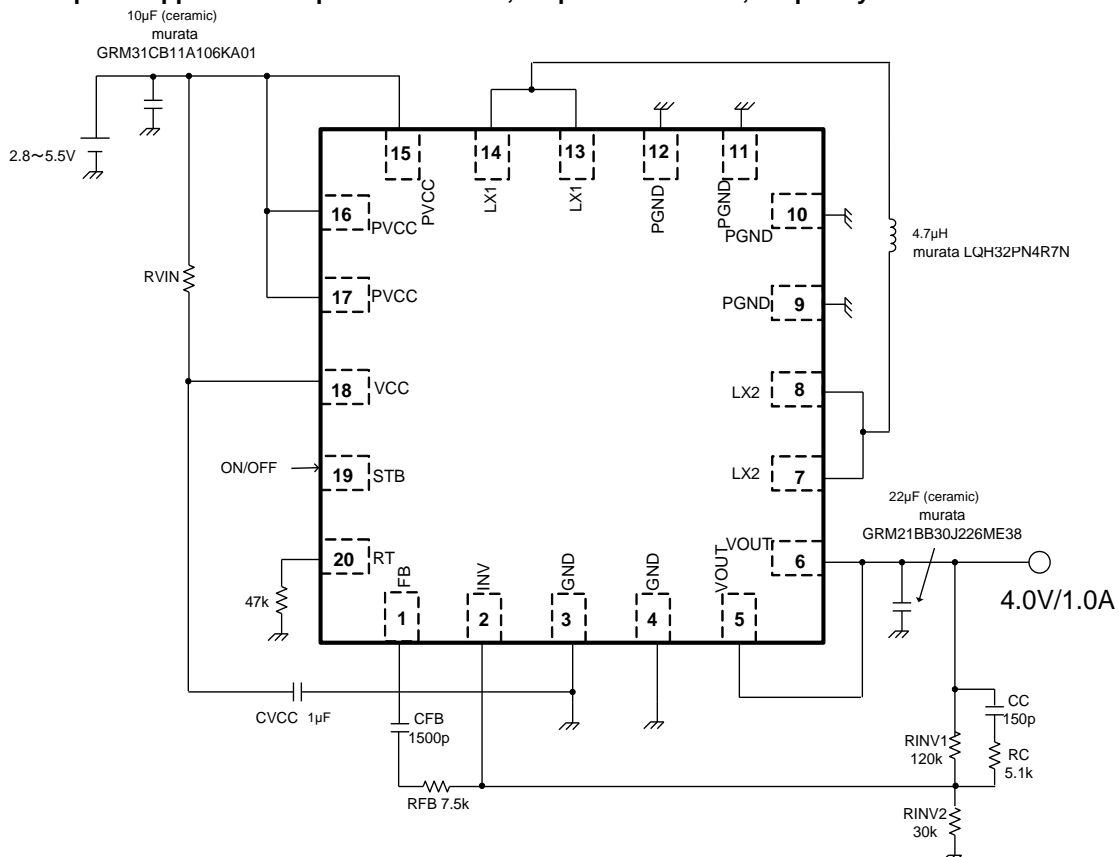 10µF (ceramic)
murata
GRM31CB11A106KA01
2.8～5.5V
RVIN
15
PVCC
14
LX1
13
LX1
12
PGND
11
PGND
16
PVCC
10
PGND
4.7µH
murata LQH32PN4R7N
17
PVCC
PGND
9
18
VCC
LX2
8
ON/OFF
19
STB
LX2
7
22µF (ceramic)
murata
GRM21BB30J226ME38
20
RT
VOUT
6
47k
FB
1
INV
2
GND
3
GND
4
VOUT
5
4.0V/1.0A
CVCC 1µF
CFB
1500p
CC
150p
RINV1
120k
RC
5.1k
RFB 7.5k
RINV2
30k